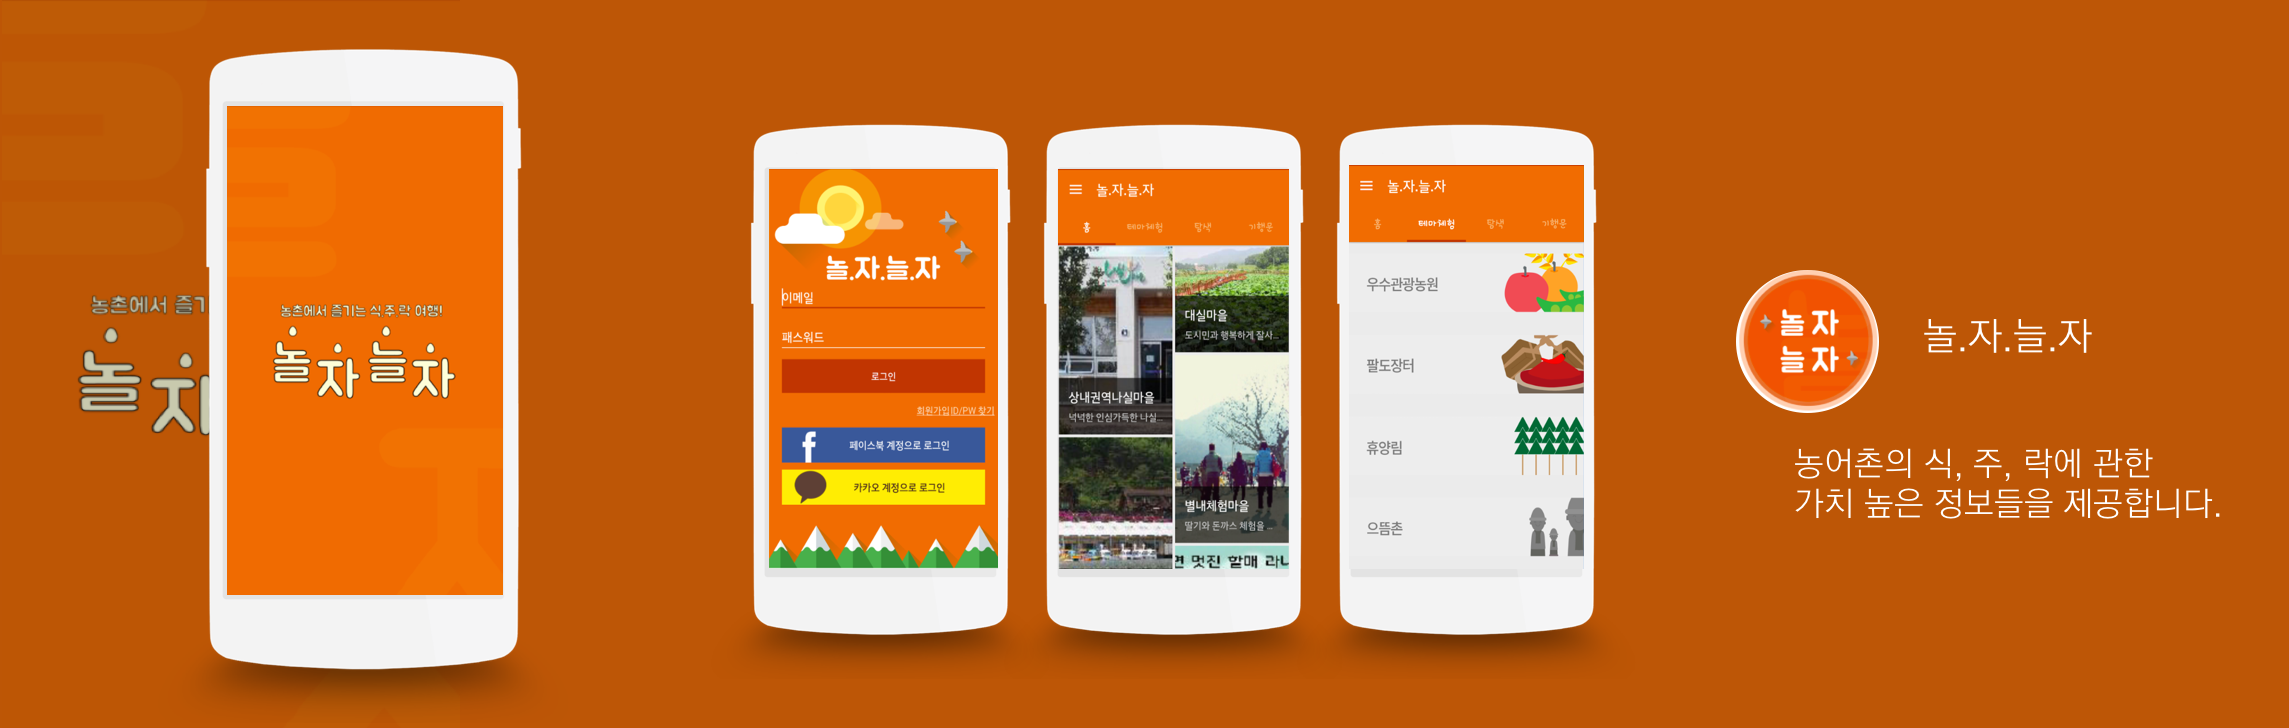 농촌에서 즐기
놀자
농촌에서 즐기는 식.주.락 여행!
놀자늘자
놀.자.늘.자
이메일
패스워드
로그인
회원가입 ID/PW 찾기
페이스북 계정으로 로그인
카카오 계정으로 로그인
놀.자.늘.자
홈 테마체험 탐색 기행문
상내권역나실마을
넉넉한 인심가득한 나실...
대실마을
도시민과 행복하게 잘사...
별내체험마을
딸기와 돈까스 체험을 ...
면 멋진 할매 라니
놀.자.늘.자
홈 테마체험 탐색 기행문
우수관광농원
팔도장터
휴양림
으뜸촌
놀자
늘자
놀.자.늘.자
농어촌의 식, 주, 락에 관한
가치 높은 정보들을 제공합니다.